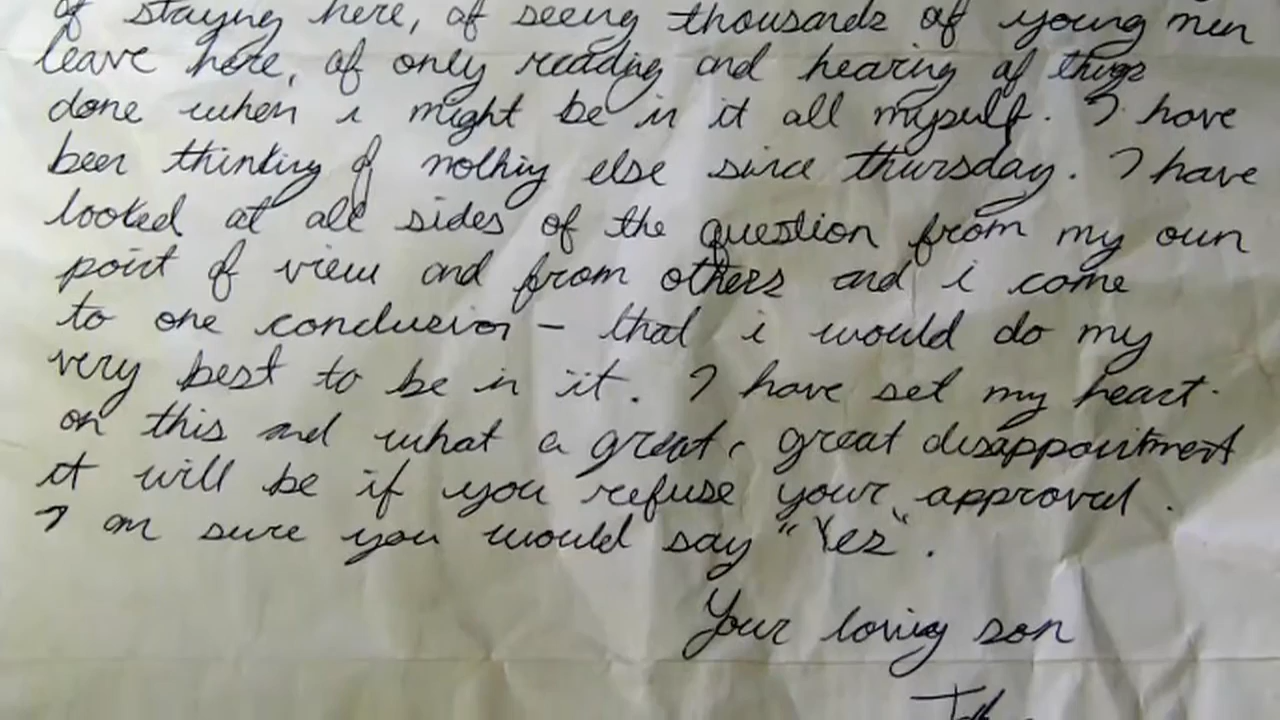 of staying here, of seeing thousands of young men
leave here, of only reading and hearing of things
done when i might be in it all myself. I have
been thinking of nothing else since thursday. I have
looked at all sides of the question from my own
point of view and from others and i come
to one conclusion - that i would do my
very best to be in it. I have set my heart
on this and what a great, great disappointment
it will be if you refuse your approval.
I am sure you would say "Yes".
Your loving son